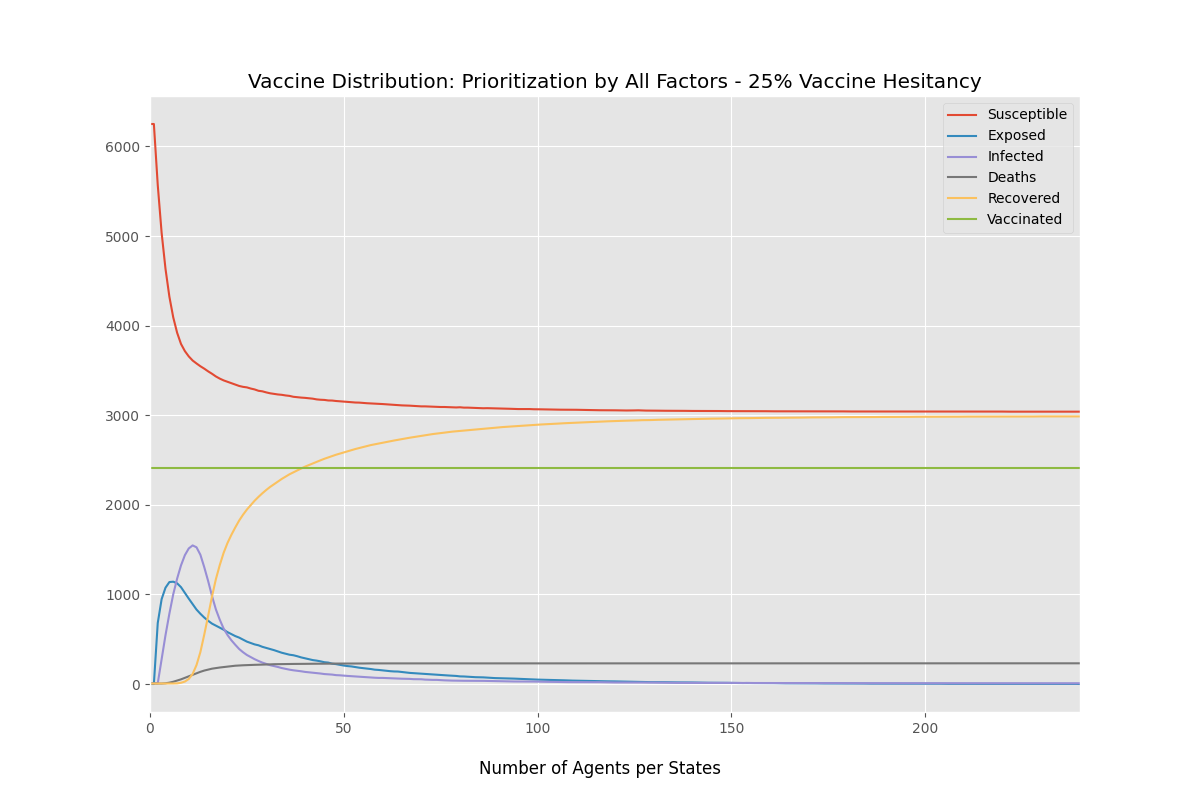 Vaccine Distribution: Prioritization by All Factors - 25% Vaccine Hesitancy
Susceptible
Exposed
Infected
Deaths
Recovered
Vaccinated
6000
5000
4000
3000
2000
1000
0
0 50 100 150 200
Number of Agents per States